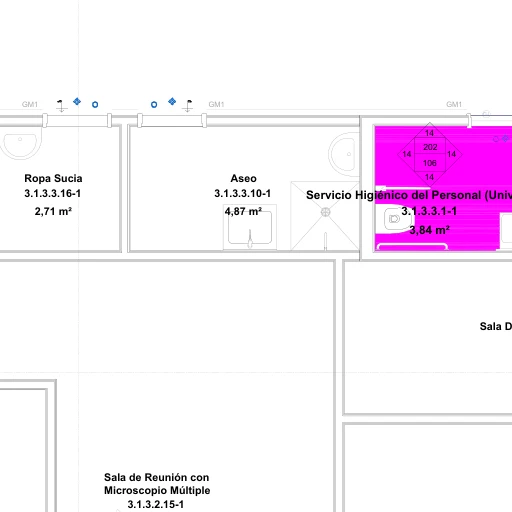 GM1
GM1
GM1
Ropa Sucia
3.1.3.3.16-1
2,71 m²
Aseo
3.1.3.3.10-1
4,87 m²
14
202
14
14
106
14
Servicio Higiénico del Personal (Univ
3.1.3.3.1-1
3,84 m²
Sala D
Sala de Reunión con
Microscopio Múltiple
3.1.3.2.15-1